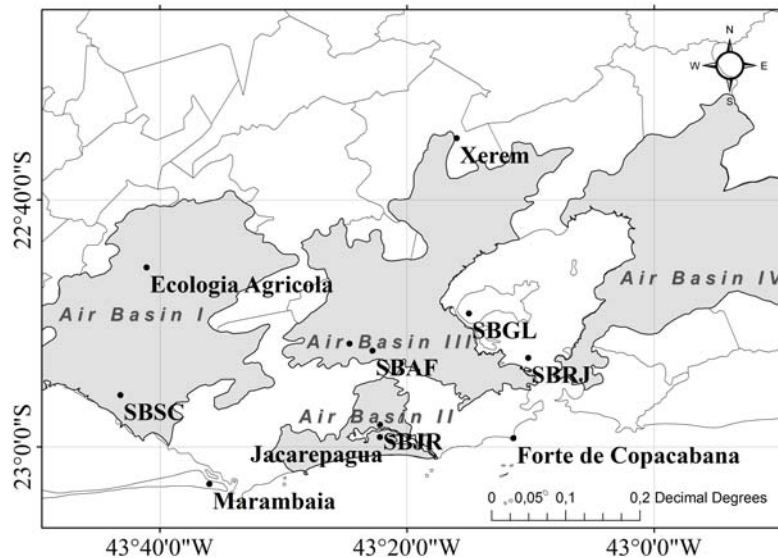 N
W E
S
Xerem
22°40'0"S
Ecologia Agricola
Air Basin IV
Air Basin I
SBGL
Air Basin III
SBAF
SBRJ
SBSC
Air Basin II
SBJR
Jacarepagua
Forte de Copacabana
23°0'0"S
Marambaia
0 0,05 0,1 0,2 Decimal Degrees
43°40'0"W 43°20'0"W 43°0'0"W